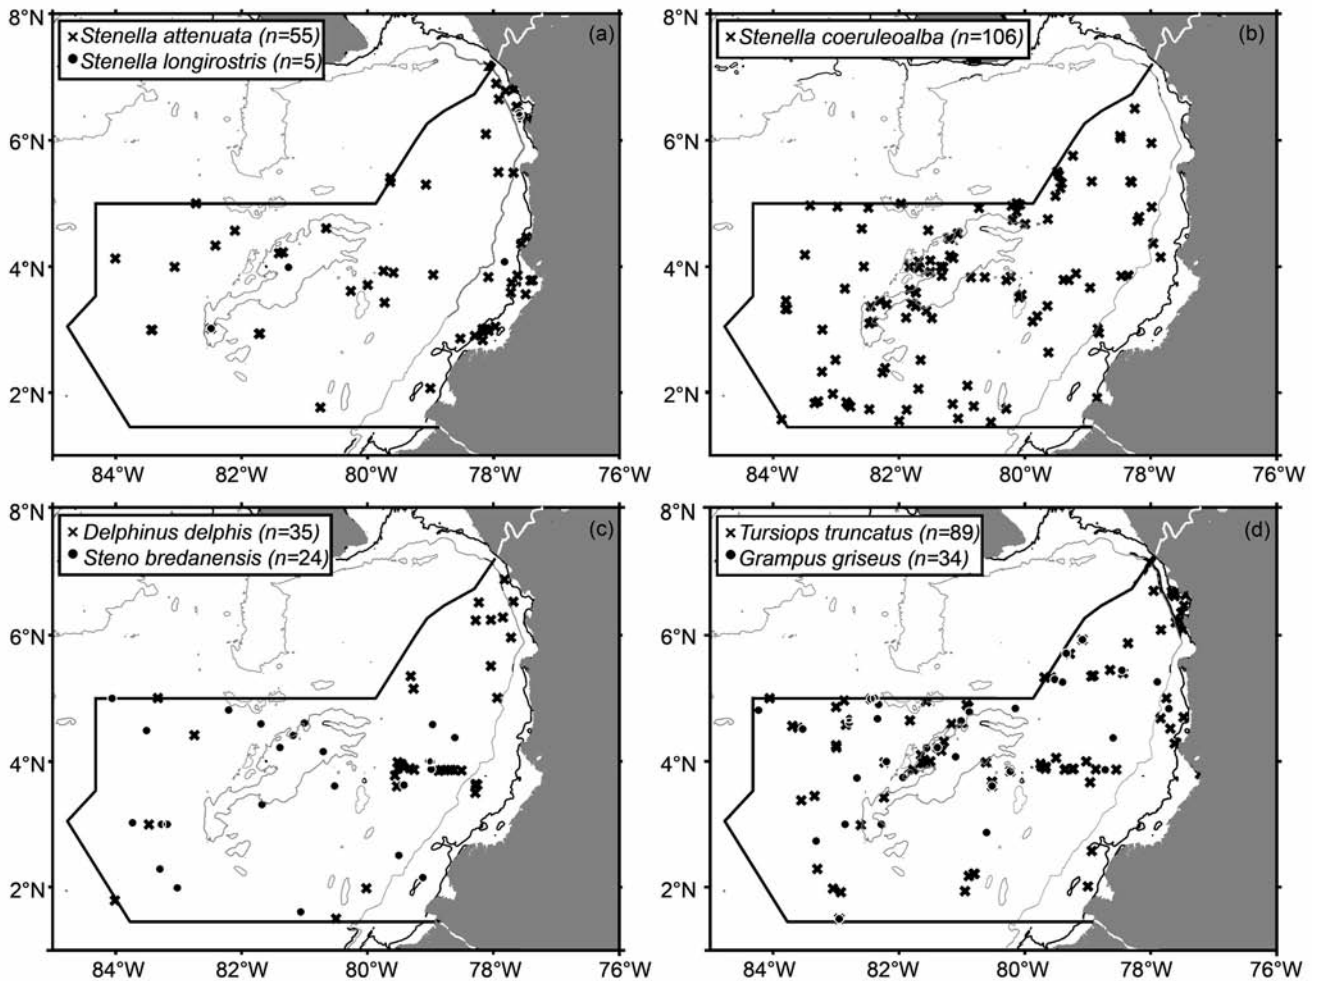 8°N
Stenella attenuata (n=55)
Stenella longirostris (n=5)
(a)
6°N
4°N
2°N
84°W 82°W 80°W 78°W 76°W
8°N
Stenella coeruleoalba (n=106)
(b)
6°N
4°N
2°N
84°W 82°W 80°W 78°W 76°W
8°N
Delphinus delphis (n=35)
Steno bredanensis (n=24)
(c)
6°N
4°N
2°N
84°W 82°W 80°W 78°W 76°W
8°N
Tursiops truncatus (n=89)
Grampus griseus (n=34)
(d)
6°N
4°N
2°N
84°W 82°W 80°W 78°W 76°W